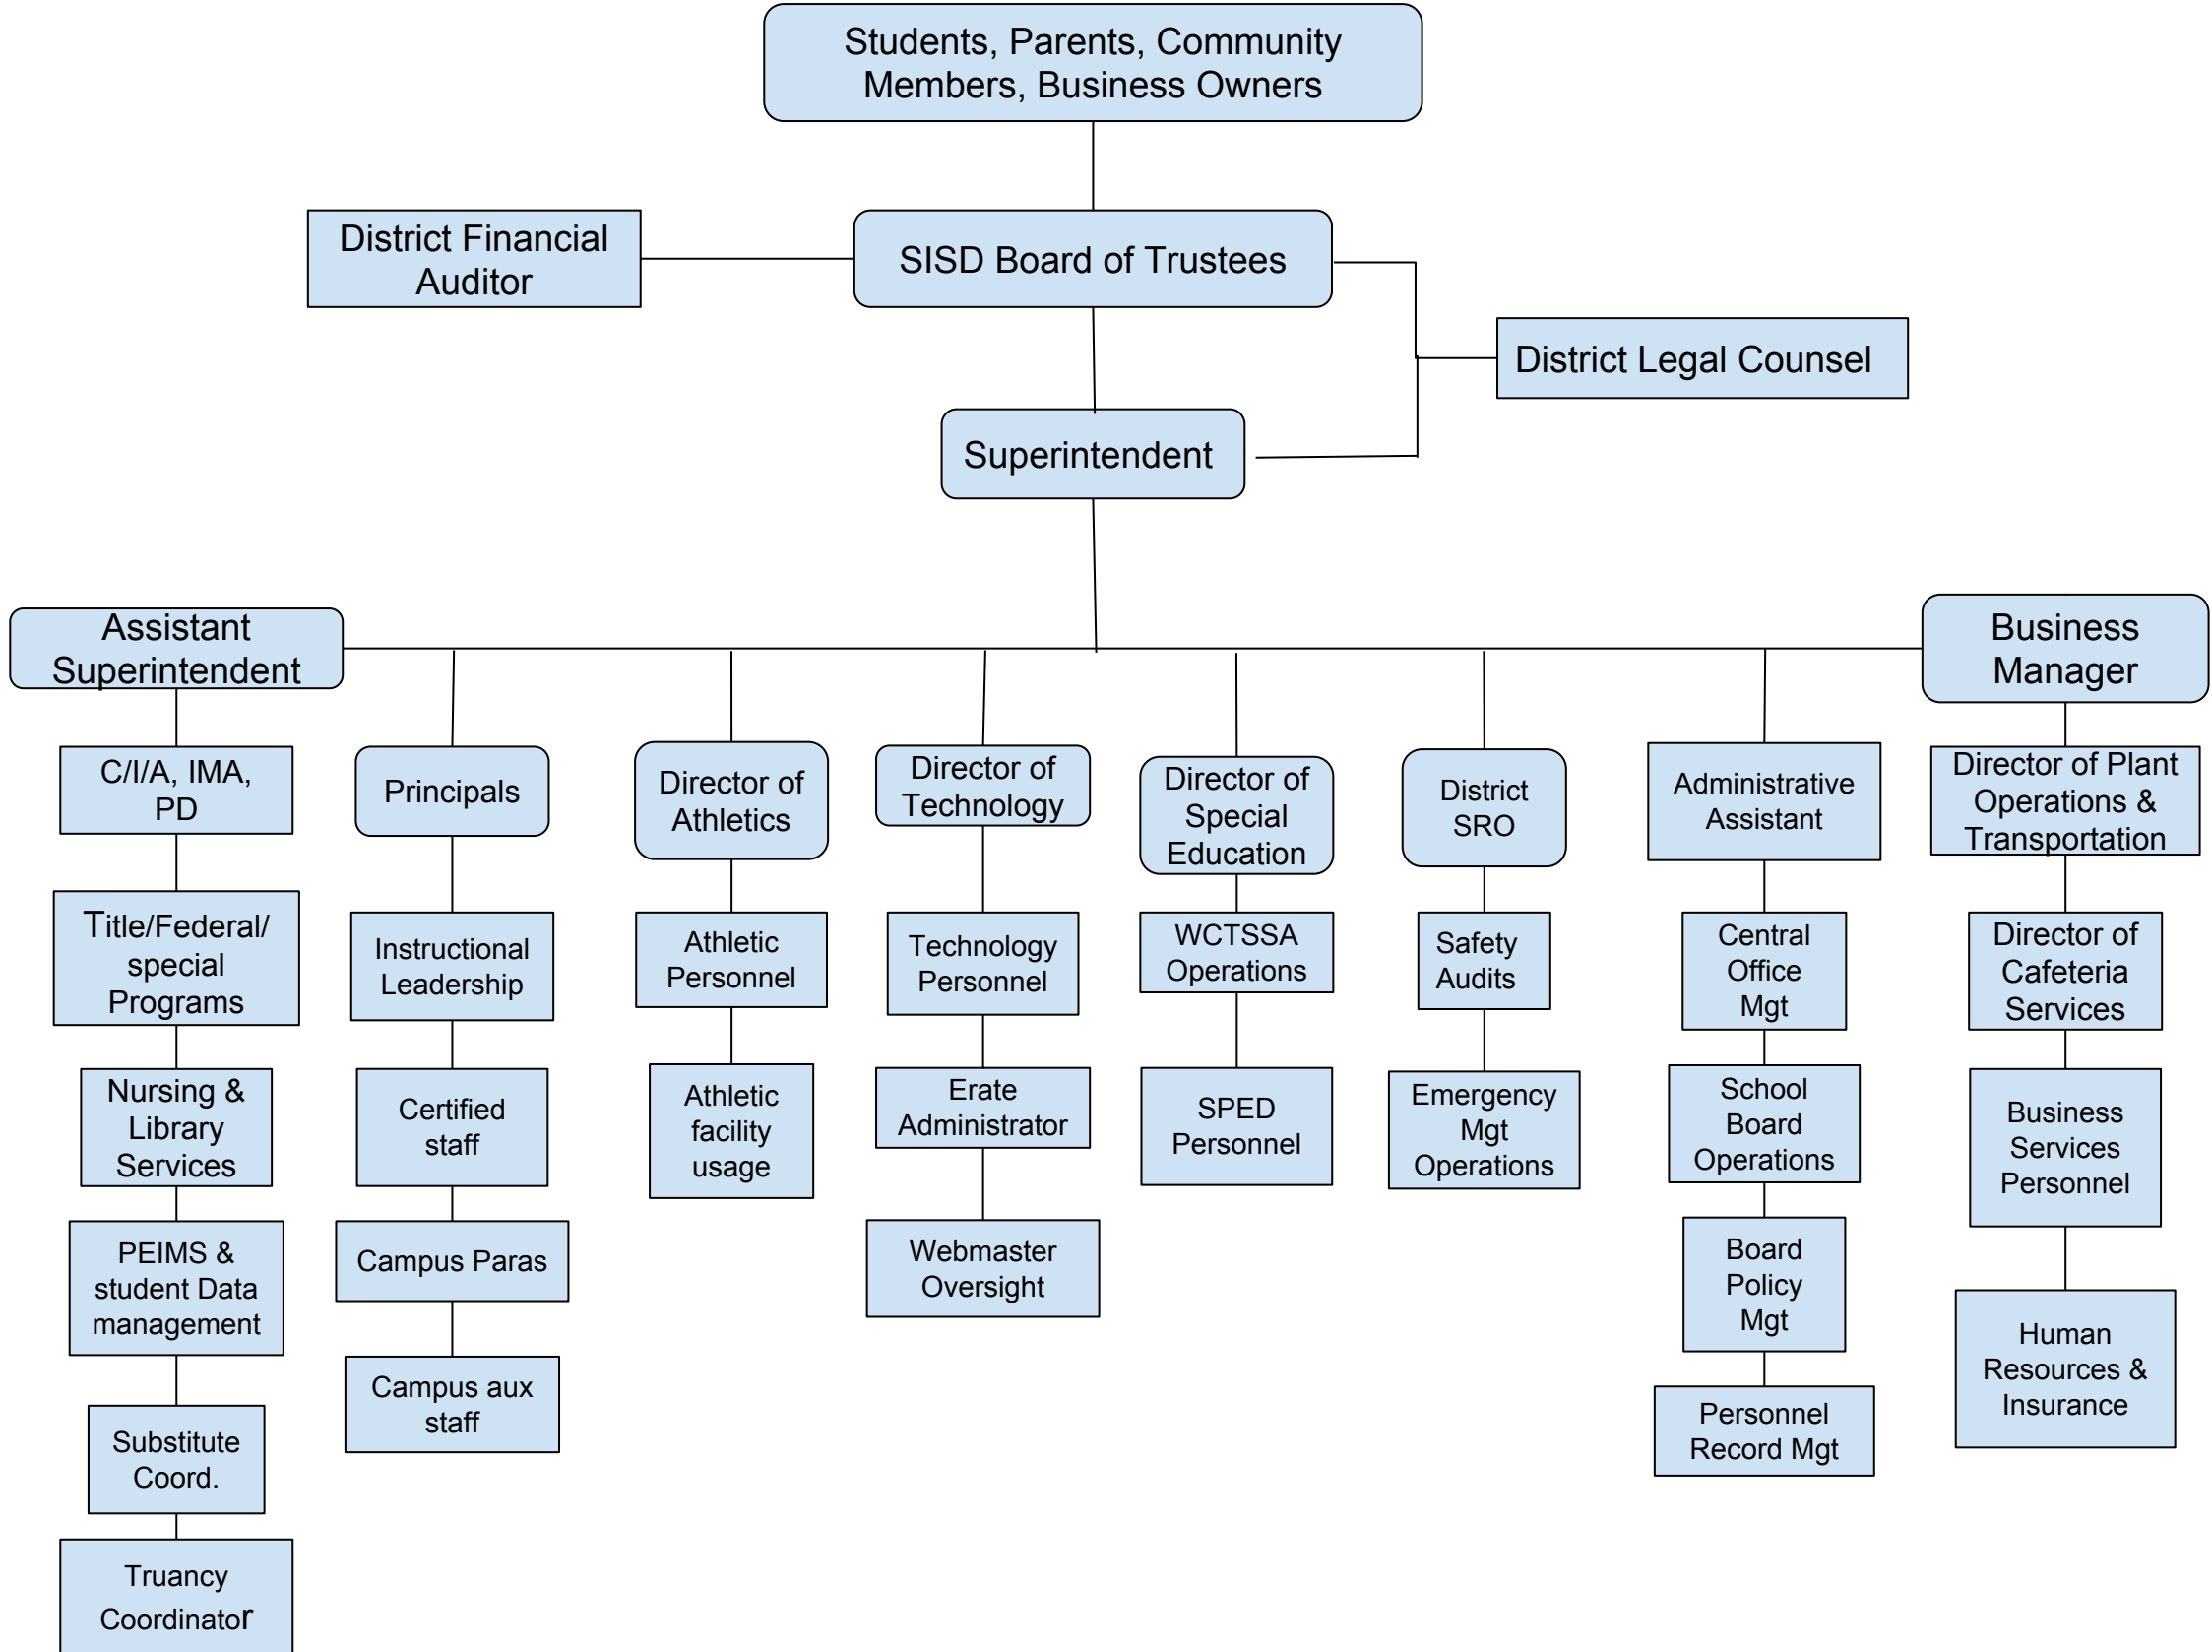 Students, Parents, Community
Members, Business Owners
District Financial
Auditor
SISD Board of Trustees
District Legal Counsel
Superintendent
Assistant
Superintendent
Business
Manager
C/I/A, IMA,
PD
Principals
Director of
Athletics
Director of
Technology
Director of
Special
Education
District
SRO
Administrative
Assistant
Director of Plant
Operations &
Transportation
Title/Federal/
special
Programs
Instructional
Leadership
Athletic
Personnel
Technology
Personnel
WCTSSA
Operations
Safety
Audits
Central
Office
Mgt
Director of
Cafeteria
Services
Nursing &
Library
Services
Certified
staff
Athletic
facility
usage
Erate
Administrator
SPED
Personnel
Emergency
Mgt
Operations
School
Board
Operations
Business
Services
Personnel
PEIMS &
student Data
management
Campus Paras
Webmaster
Oversight
Board
Policy
Mgt
Human
Resources &
Insurance
Substitute
Coord.
Campus aux
staff
Personnel
Record Mgt
Truancy
Coordinator